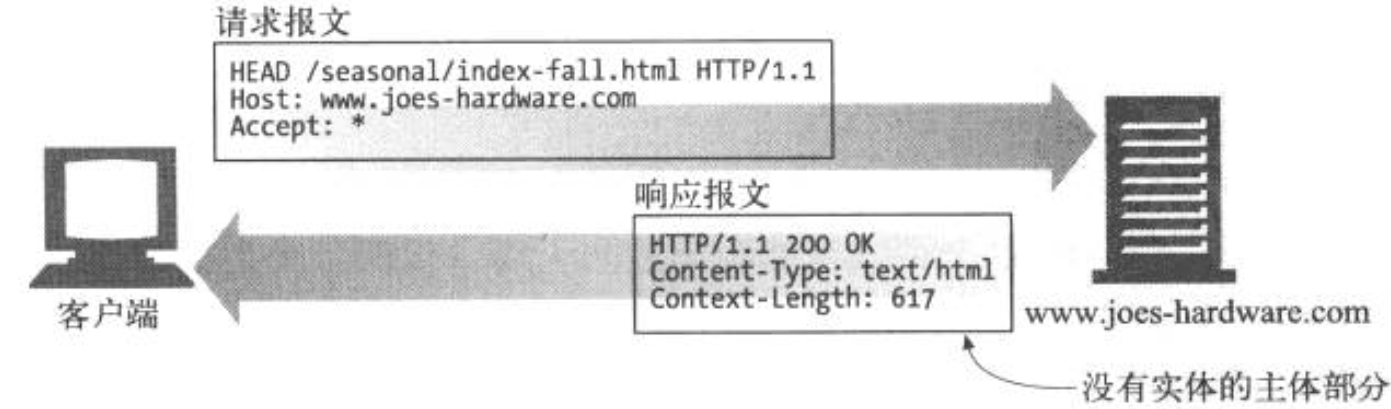 请求报文
HEAD /seasonal/index-fall.html HTTP/1.1
Host: www.joes-hardware.com
Accept: *
响应报文
HTTP/1.1 200 OK
Content-Type: text/html
Context-Length: 617
客户端
www.joes-hardware.com
没有实体的主体部分